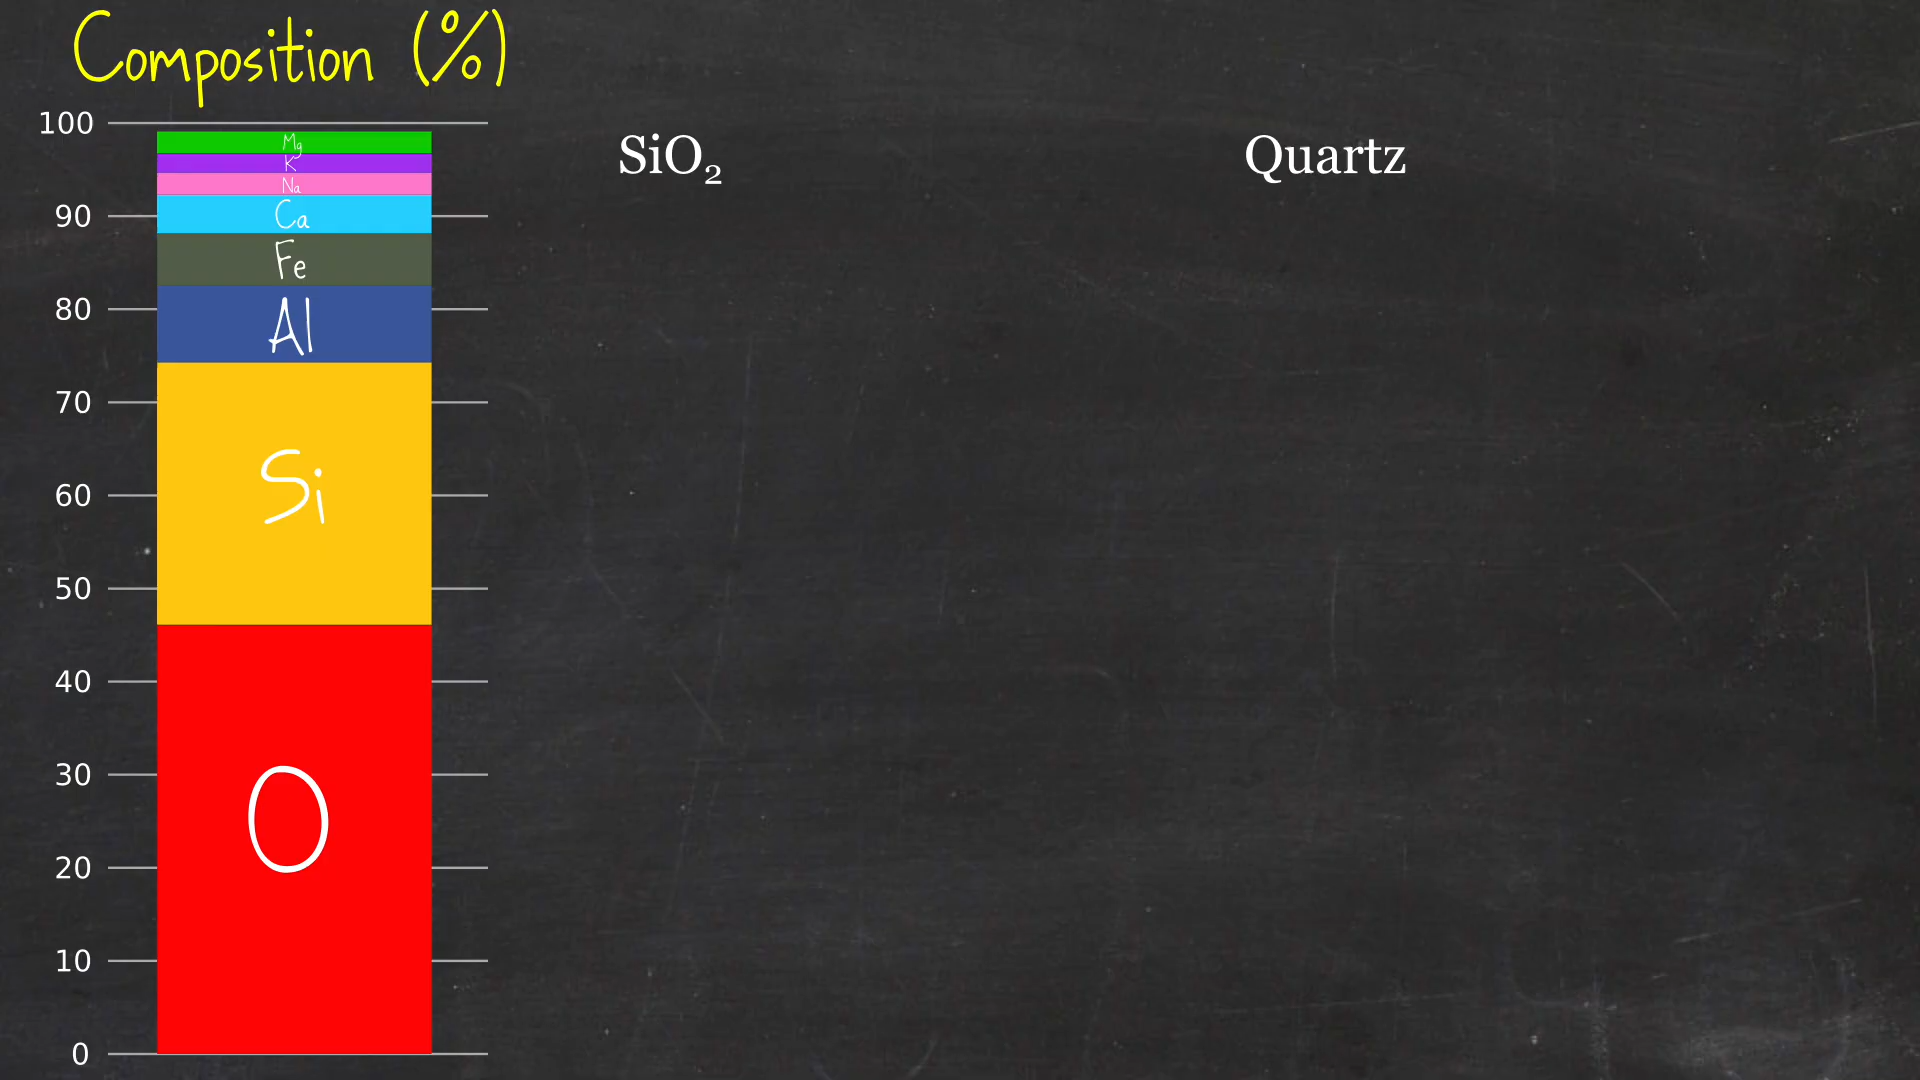 Composition (%)
100
Mg
K
Na
90
Ca
Fe
80
Al
70
60
Si
50
40
30
O
20
10
0
SiO₂
Quartz